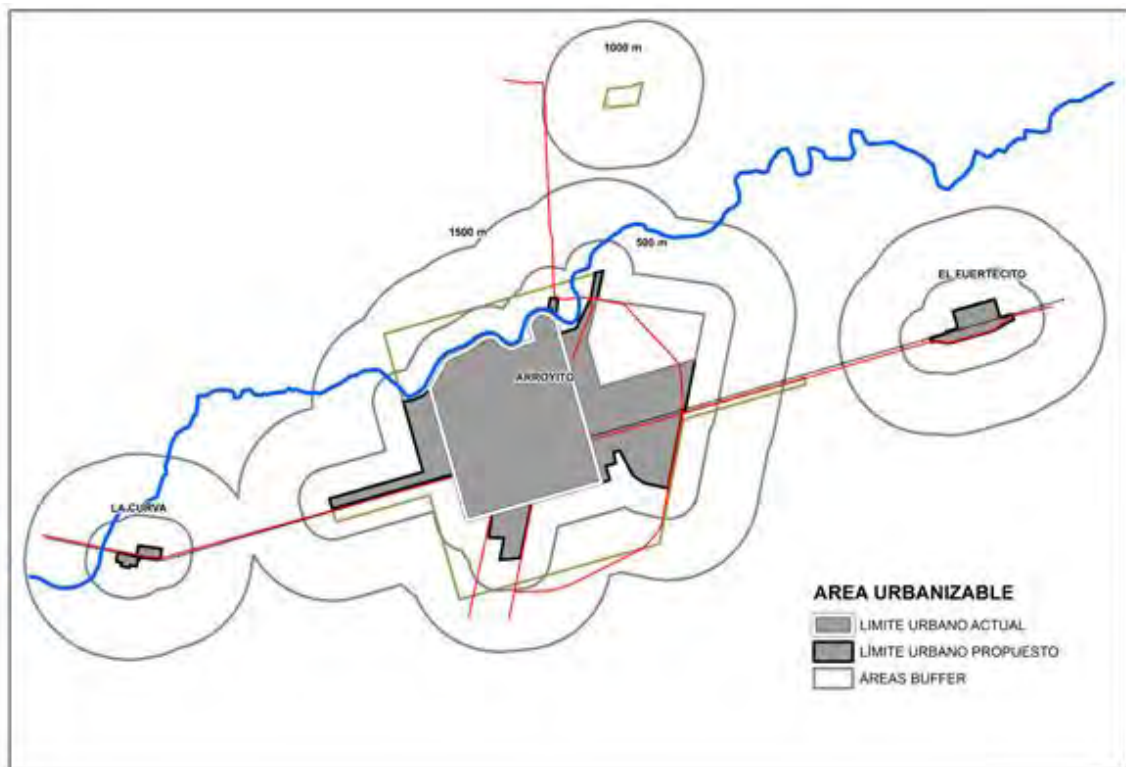 1000 m
1500 m
500 m
EL FUERTECITO
ARROYITO
LA CURVA
AREA URBANIZABLE
LIMITE URBANO ACTUAL
LÍMITE URBANO PROPUESTO
ÁREAS BUFFER